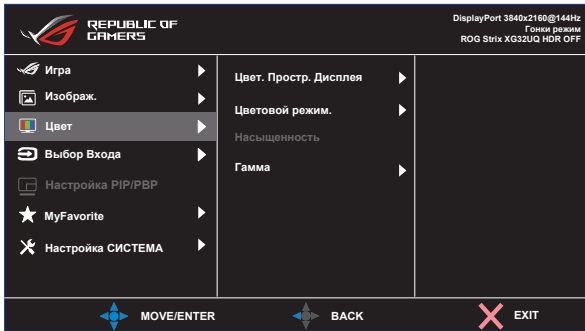 REPUBLIC OF
GAMERS
DisplayPort 3840x2160@144Hz
Гонки режим
ROG Strix XG32UQ HDR OFF
Игра
Изображ.
Цвет
Выбор Входа
Настройка PIP/PBP
MyFavorite
Настройка СИСТЕМА
Цвет. Простр. Дисплея
Цветовой режим.
Насыщенность
Гамма
MOVE/ENTER
BACK
EXIT